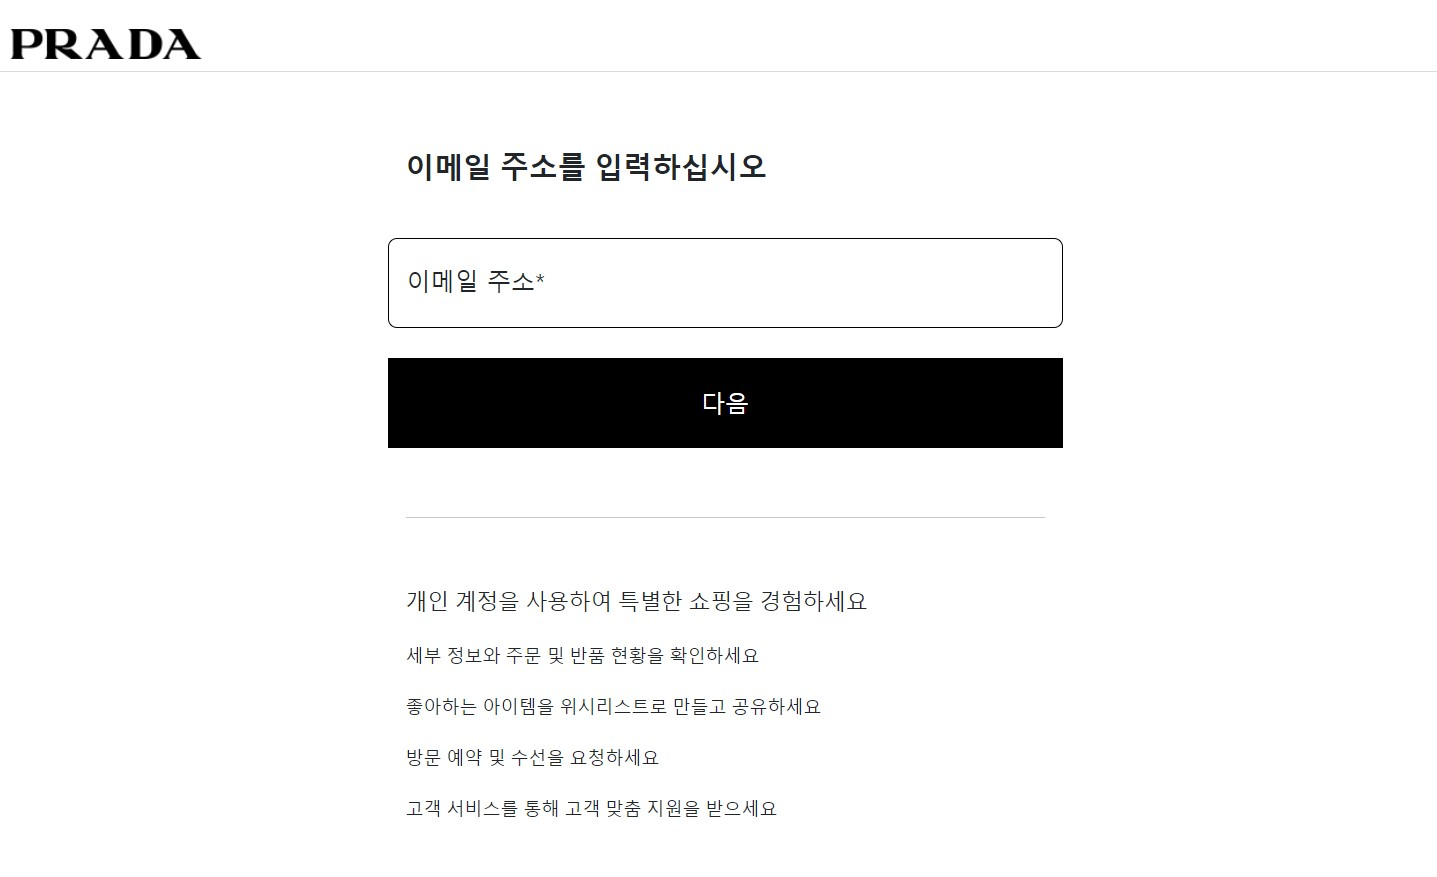 PRADA
이메일 주소를 입력하십시오
이메일 주소*
다음
개인 계정을 사용하여 특별한 쇼핑을 경험하세요
세부 정보와 주문 및 반품 현황을 확인하세요
좋아하는 아이템을 위시리스트로 만들고 공유하세요
방문 예약 및 수선을 요청하세요
고객 서비스를 통해 고객 맞춤 지원을 받으세요